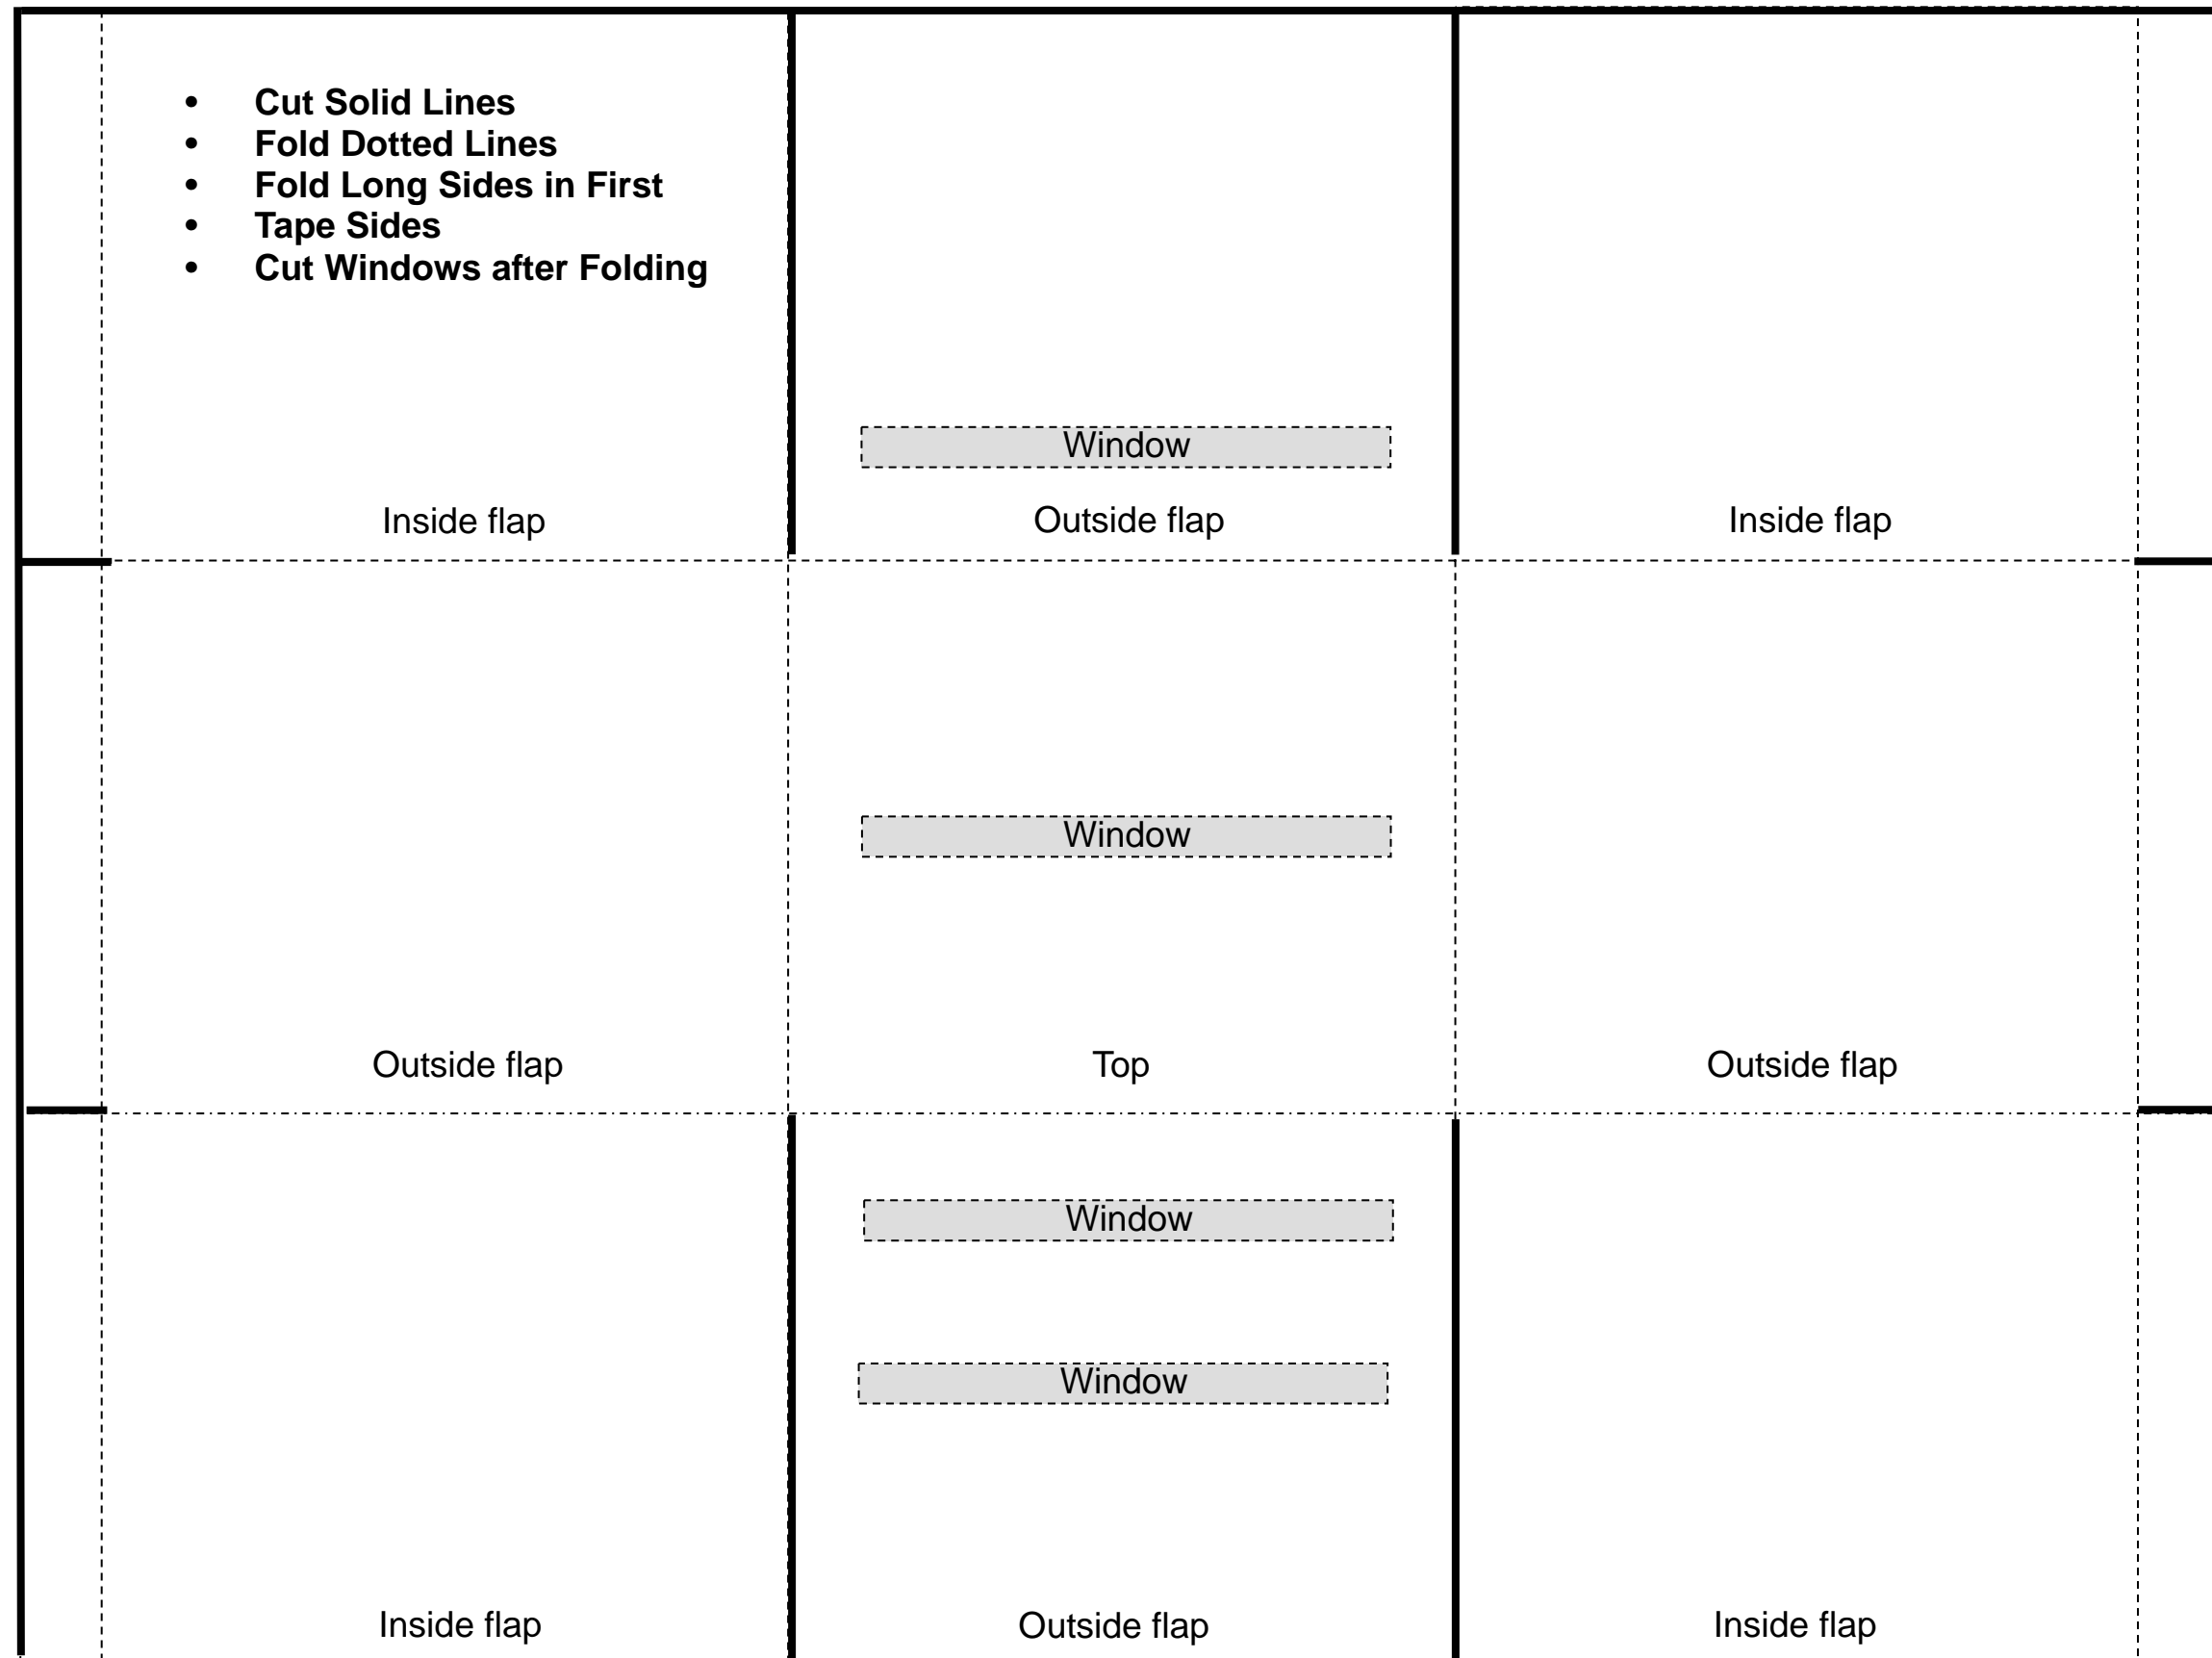 • Cut Solid Lines
• Fold Dotted Lines
• Fold Long Sides in First
• Tape Sides
• Cut Windows after Folding
Window
Inside flap
Outside flap
Inside flap
Window
Outside flap
Top
Outside flap
Window
Window
Inside flap
Outside flap
Inside flap